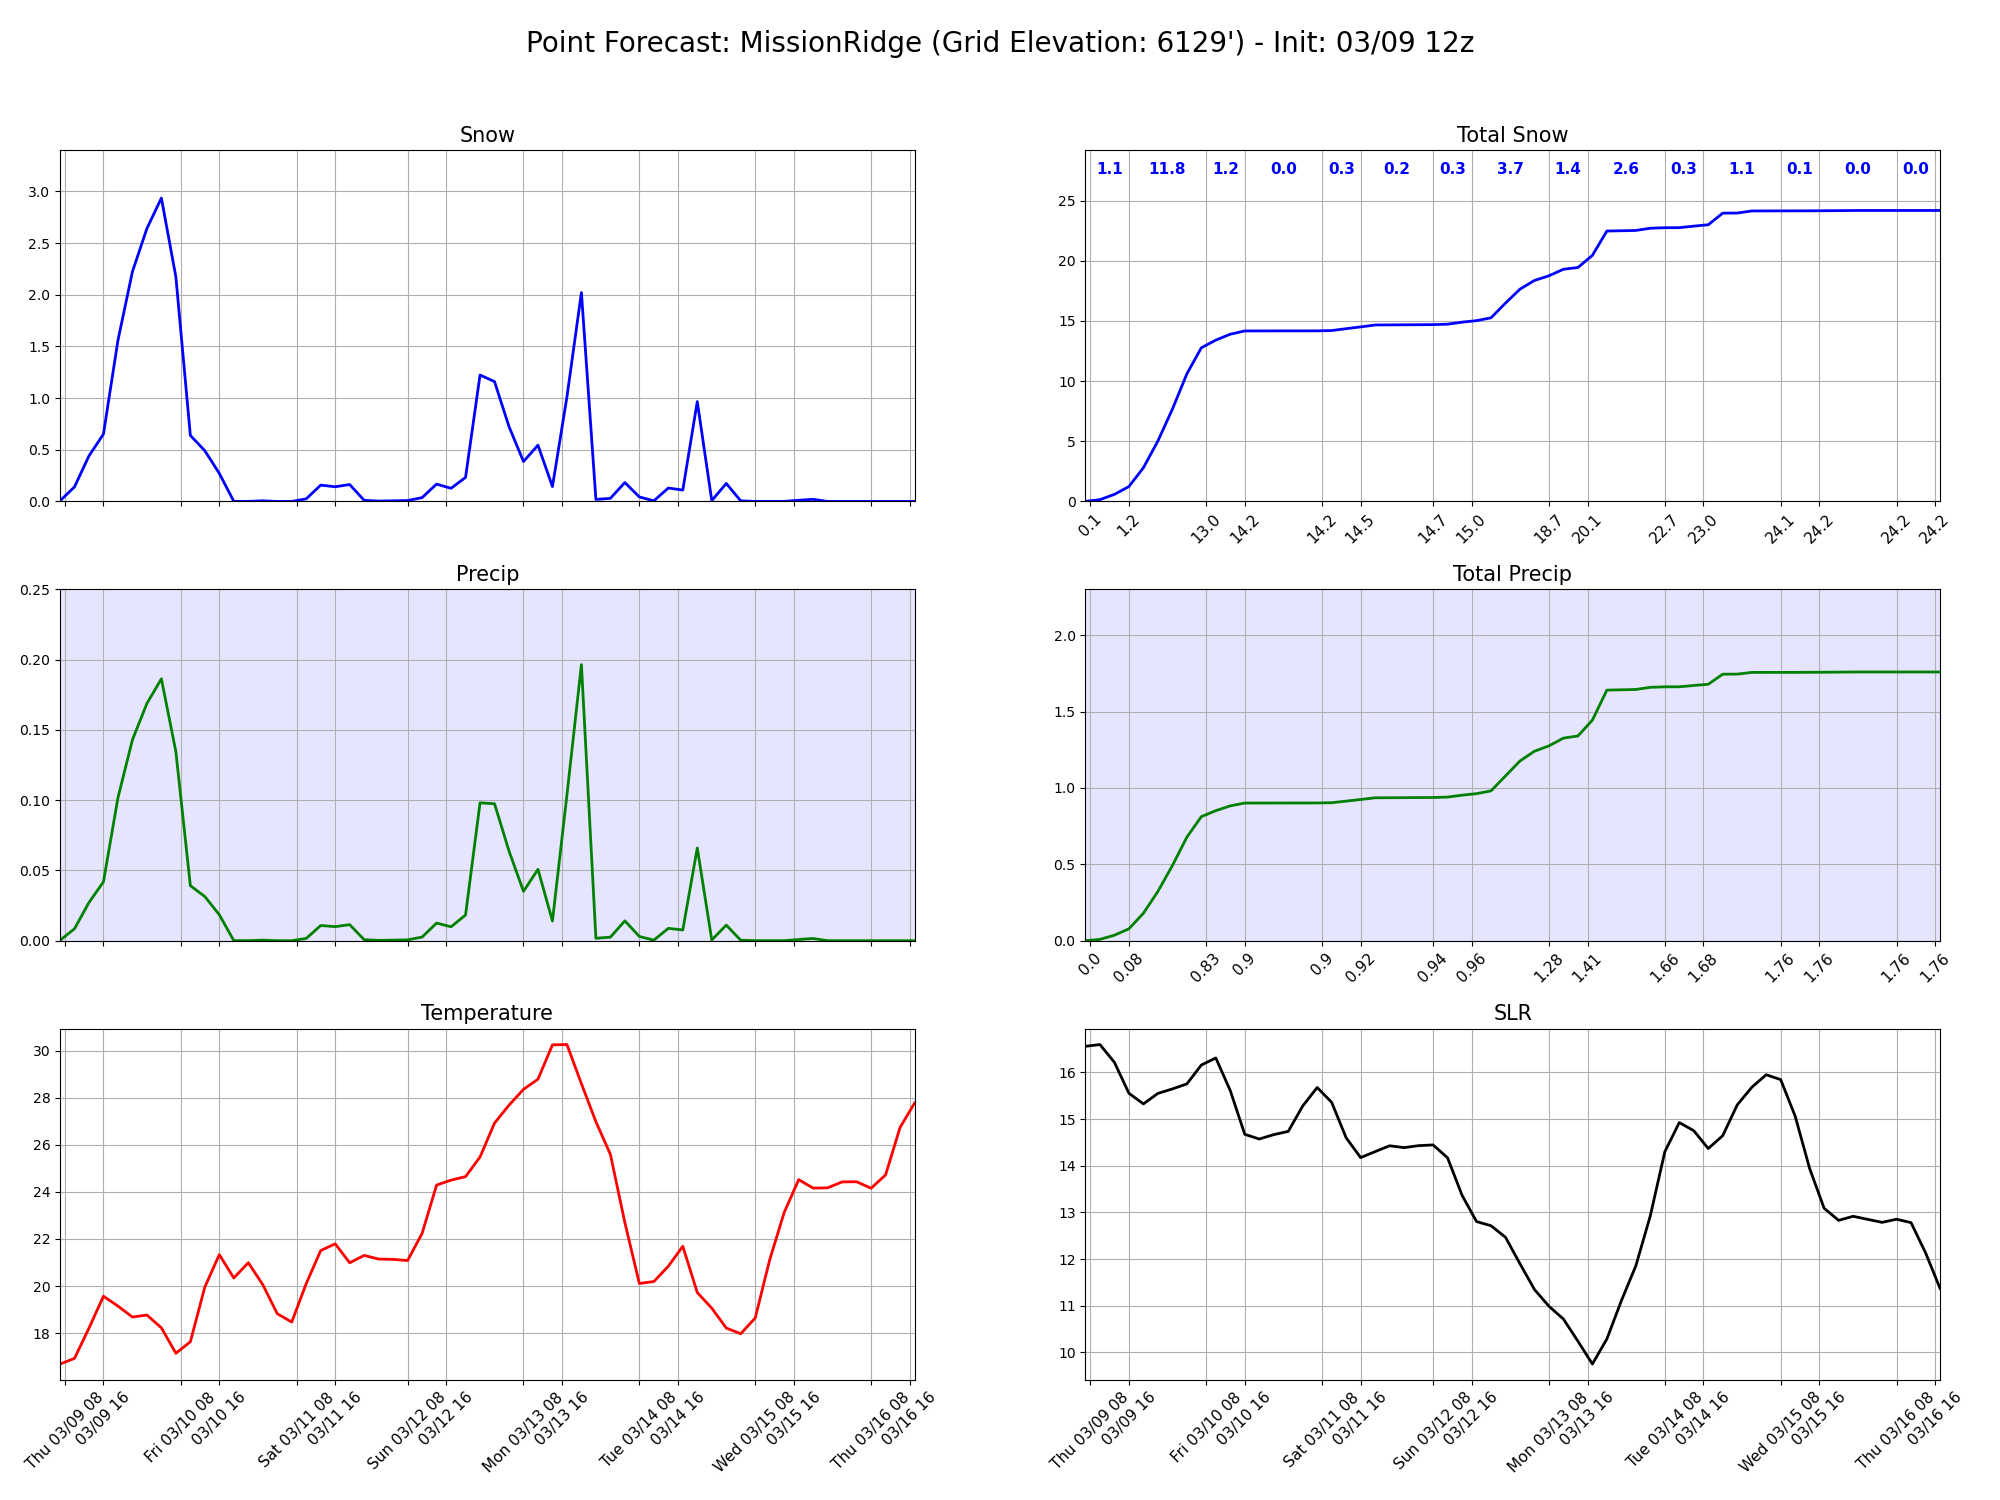 Point Forecast: MissionRidge (Grid Elevation: 6129') - Init: 03/09 12z
Snow
3.0
2.5
2.0
1.5
1.0
0.5
0.0
Total Snow
1.1 11.8 1.2 0.0 0.3 0.2 0.3 3.7 1.4 2.6 0.3 1.1 0.1 0.0 0.0
25
20
15
10
5
0
0.1 1.2 13.0 14.2 14.2 14.5 14.7 15.0 18.7 20.1 22.7 23.0 24.1 24.2 24.2 24.2
Precip
0.25
0.20
0.15
0.10
0.05
0.00
Total Precip
2.0
1.5
1.0
0.5
0.0
0.0 0.08 0.83 0.9 0.9 0.92 0.94 0.96 1.28 1.41 1.66 1.68 1.76 1.76 1.76 1.76
Temperature
30
28
26
24
22
20
18
Thu 03/09 08
03/09 16
Fri 03/10 08
03/10 16
Sat 03/11 08
03/11 16
Sun 03/12 08
03/12 16
Mon 03/13 08
03/13 16
Tue 03/14 08
03/14 16
Wed 03/15 08
03/15 16
Thu 03/16 08
03/16 16
SLR
16
15
14
13
12
11
10
Thu 03/09 08
03/09 16
Fri 03/10 08
03/10 16
Sat 03/11 08
03/11 16
Sun 03/12 08
03/12 16
Mon 03/13 08
03/13 16
Tue 03/14 08
03/14 16
Wed 03/15 08
03/15 16
Thu 03/16 08
03/16 16